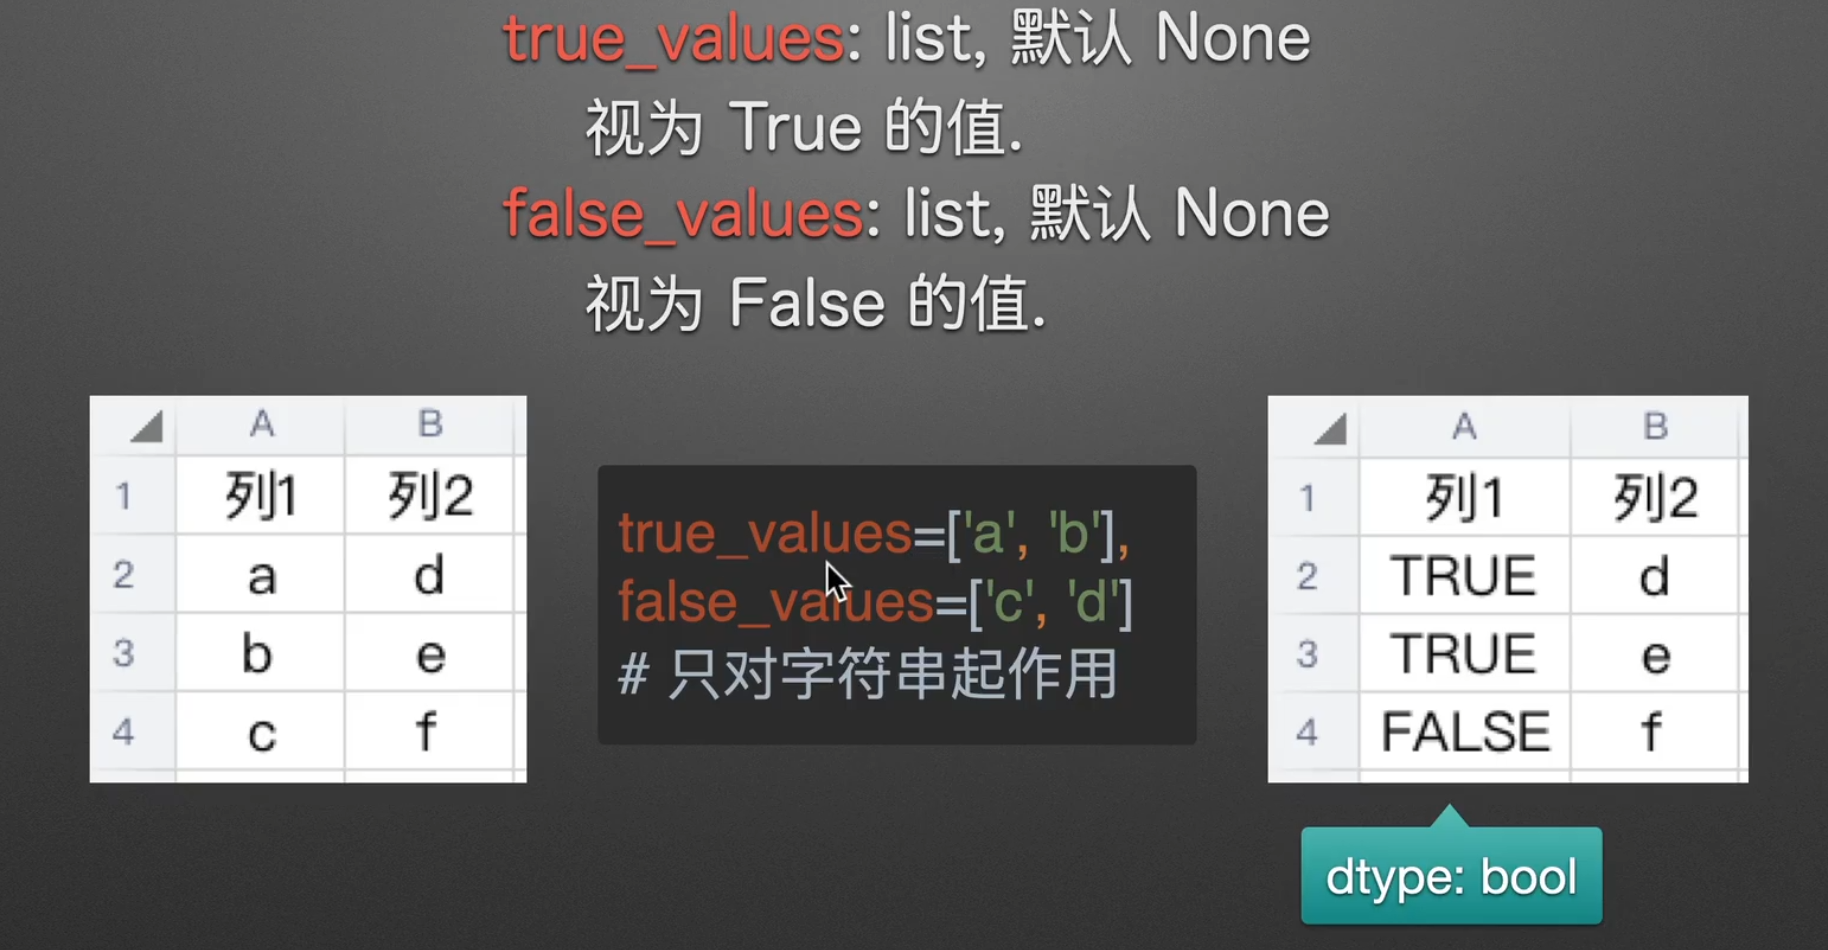 true_values: list, 默认 None
视为 True 的值.
false_values: list, 默认 None
视为 False 的值.
A B
1 列1 列2
2 a d
3 b e
4 c f
true_values=['a', 'b'],
false_values=['c', 'd']
# 只对字符串起作用
A B
1 列1 列2
2 TRUE d
3 TRUE e
4 FALSE f
dtype: bool